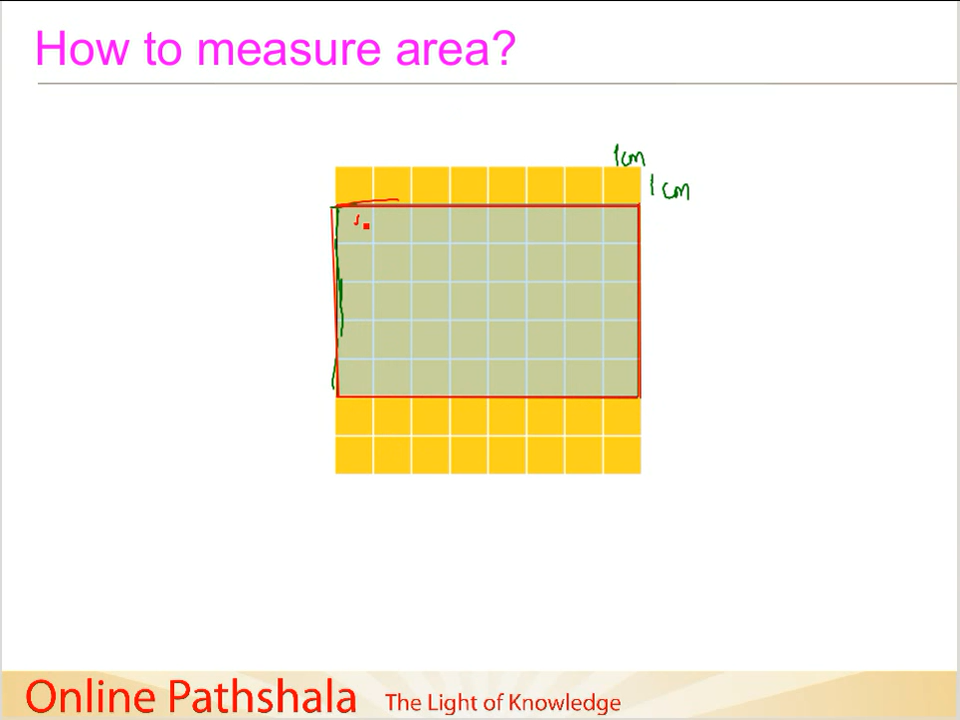 How to measure area?
1cm
1 cm
Online Pathshala The Light of Knowledge